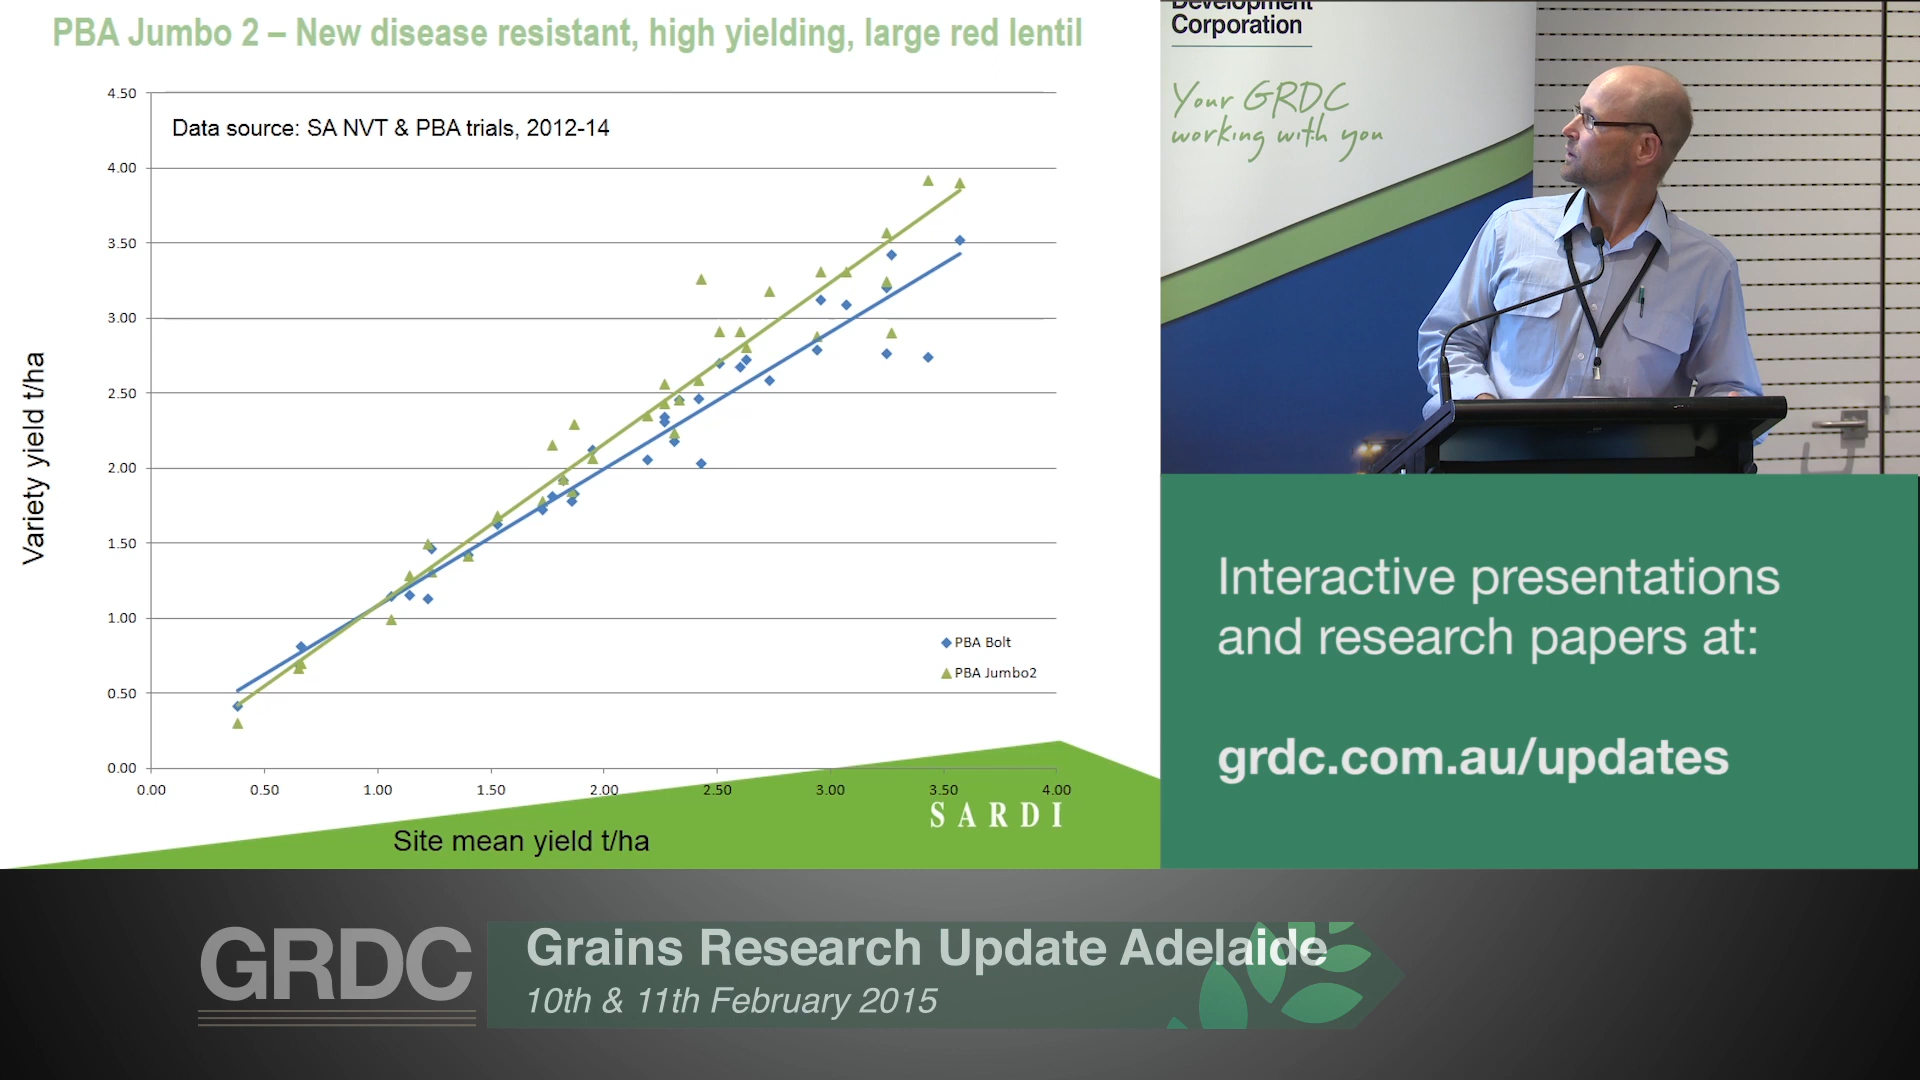 PBA Jumbo 2 – New disease resistant, high yielding, large red lentil
4.50
Data source: SA NVT & PBA trials, 2012-14
4.00
3.50
3.00
2.50
2.00
1.50
1.00
0.50
0.00
Variety yield t/ha
PBA Bolt
PBA Jumbo2
0.00 0.50 1.00 1.50 2.00 2.50 3.00 3.50 4.00
Site mean yield t/ha
SARDI
Development
Corporation
Your GRDC
working with you
Interactive presentations
and research papers at:
grdc.com.au/updates
GRDC
Grains Research Update Adelaide
10th & 11th February 2015